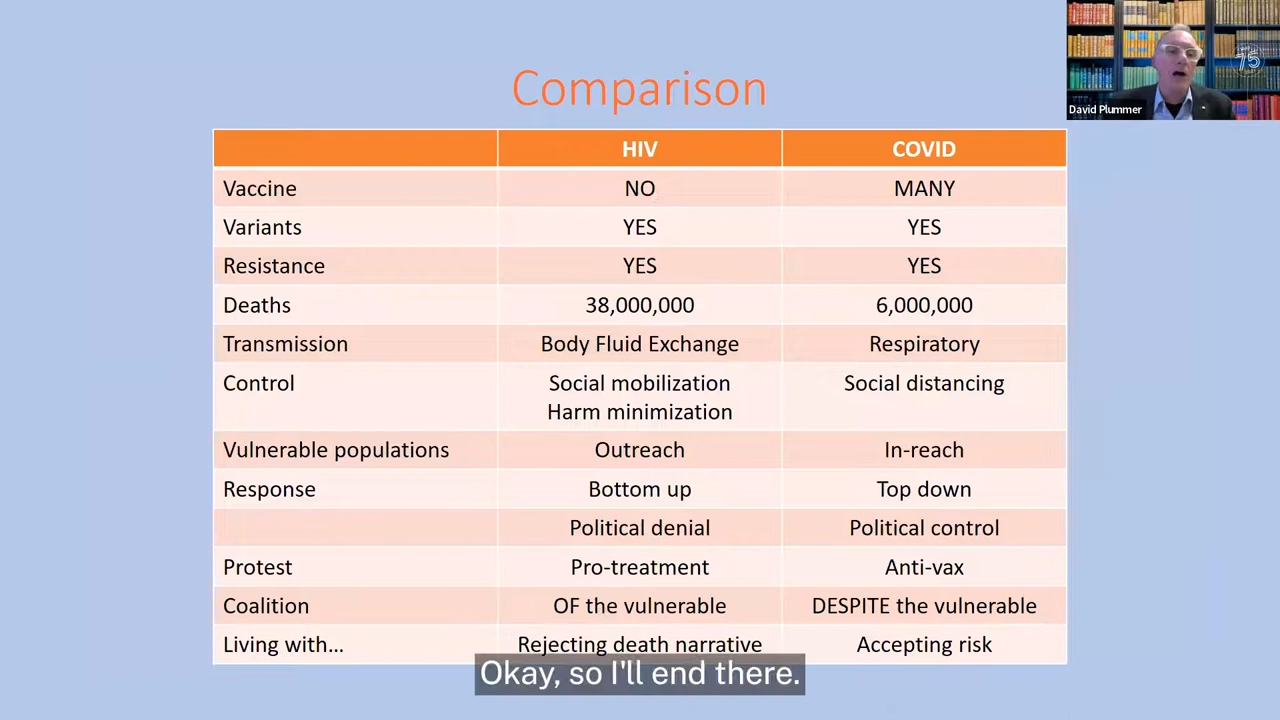 Comparison
HIV COVID
Vaccine NO MANY
Variants YES YES
Resistance YES YES
Deaths 38,000,000 6,000,000
Transmission Body Fluid Exchange Respiratory
Control Social mobilization Social distancing
Harm minimization
Vulnerable populations Outreach In-reach
Response Bottom up Top down
Political denial Political control
Protest Pro-treatment Anti-vax
Coalition OF the vulnerable DESPITE the vulnerable
Living with… Rejecting death narrative Accepting risk
Okay, so I'll end there.
David Plummer
75